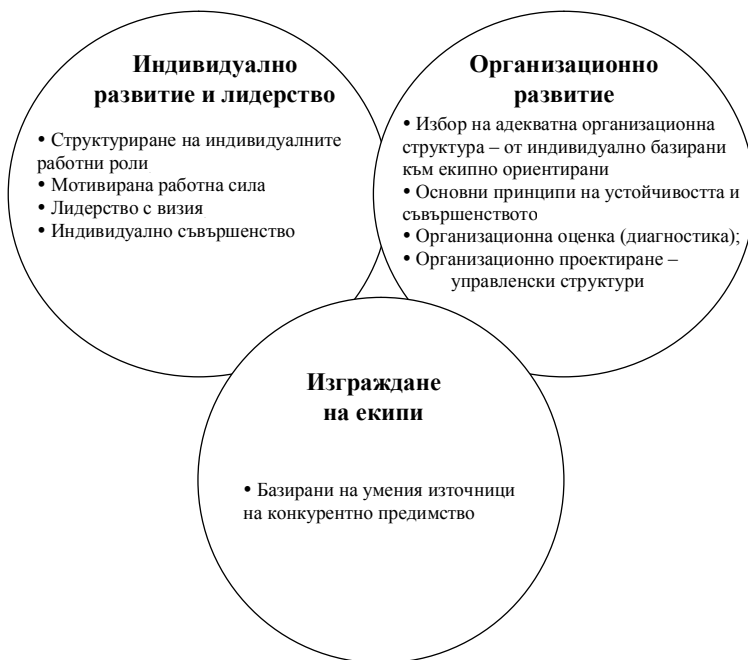 Индивидуално
развитие и лидерство
• Структуриране на индивидуалните
работни роли
• Мотивирана работна сила
• Лидерство с визия
• Индивидуално съвършенство
Организационно
развитие
• Избор на адекватна организационна
структура – от индивидуално базирани
към екипно ориентирани
• Основни принципи на устойчивостта и
съвършенството
• Организационна оценка (диагностика);
• Организационно проектиране –
управленски структури
Изграждане
на екипи
• Базирани на умения източници
на конкурентно предимство